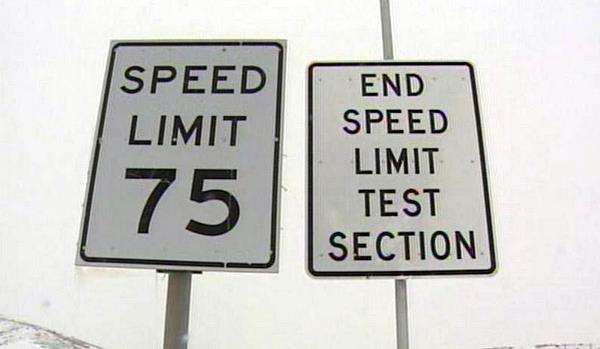 SPEED
LIMIT
75
END
SPEED
LIMIT
TEST
SECTION